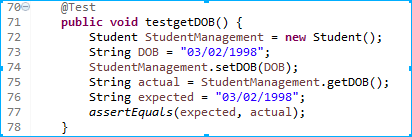 70 @Test
71 public void testgetDOB() {
72 Student StudentManagement = new Student();
73 String DOB = "03/02/1998";
74 StudentManagement.setDOB(DOB);
75 String actual = StudentManagement.getDOB();
76 String expected = "03/02/1998";
77 assertEquals(expected, actual);
78 }